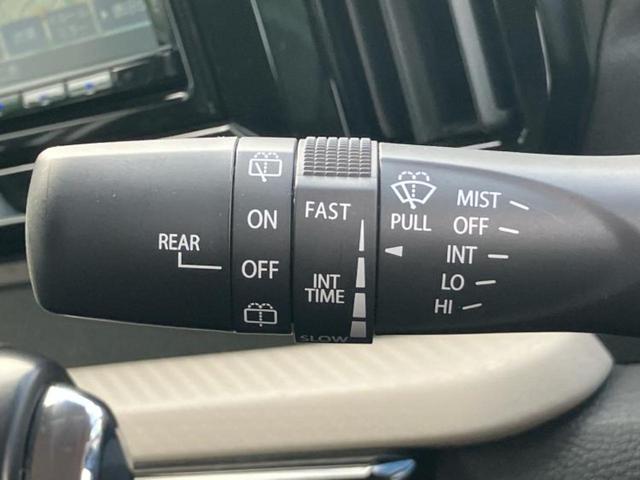 REAR
ON
OFF
FAST
INT
TIME
SLOW
PULL
MIST
OFF
INT
LO
HI